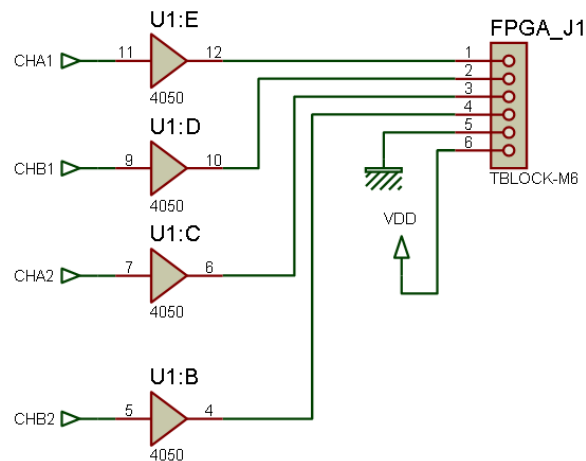 U1:E
FPGA_J1
CHA1 11 12 1
4050
2
3
4
5
6
TBLOCK-M6
U1:D
CHB1 9 10
4050
VDD
U1:C
CHA2 7 6
4050
U1:B
CHB2 5 4
4050